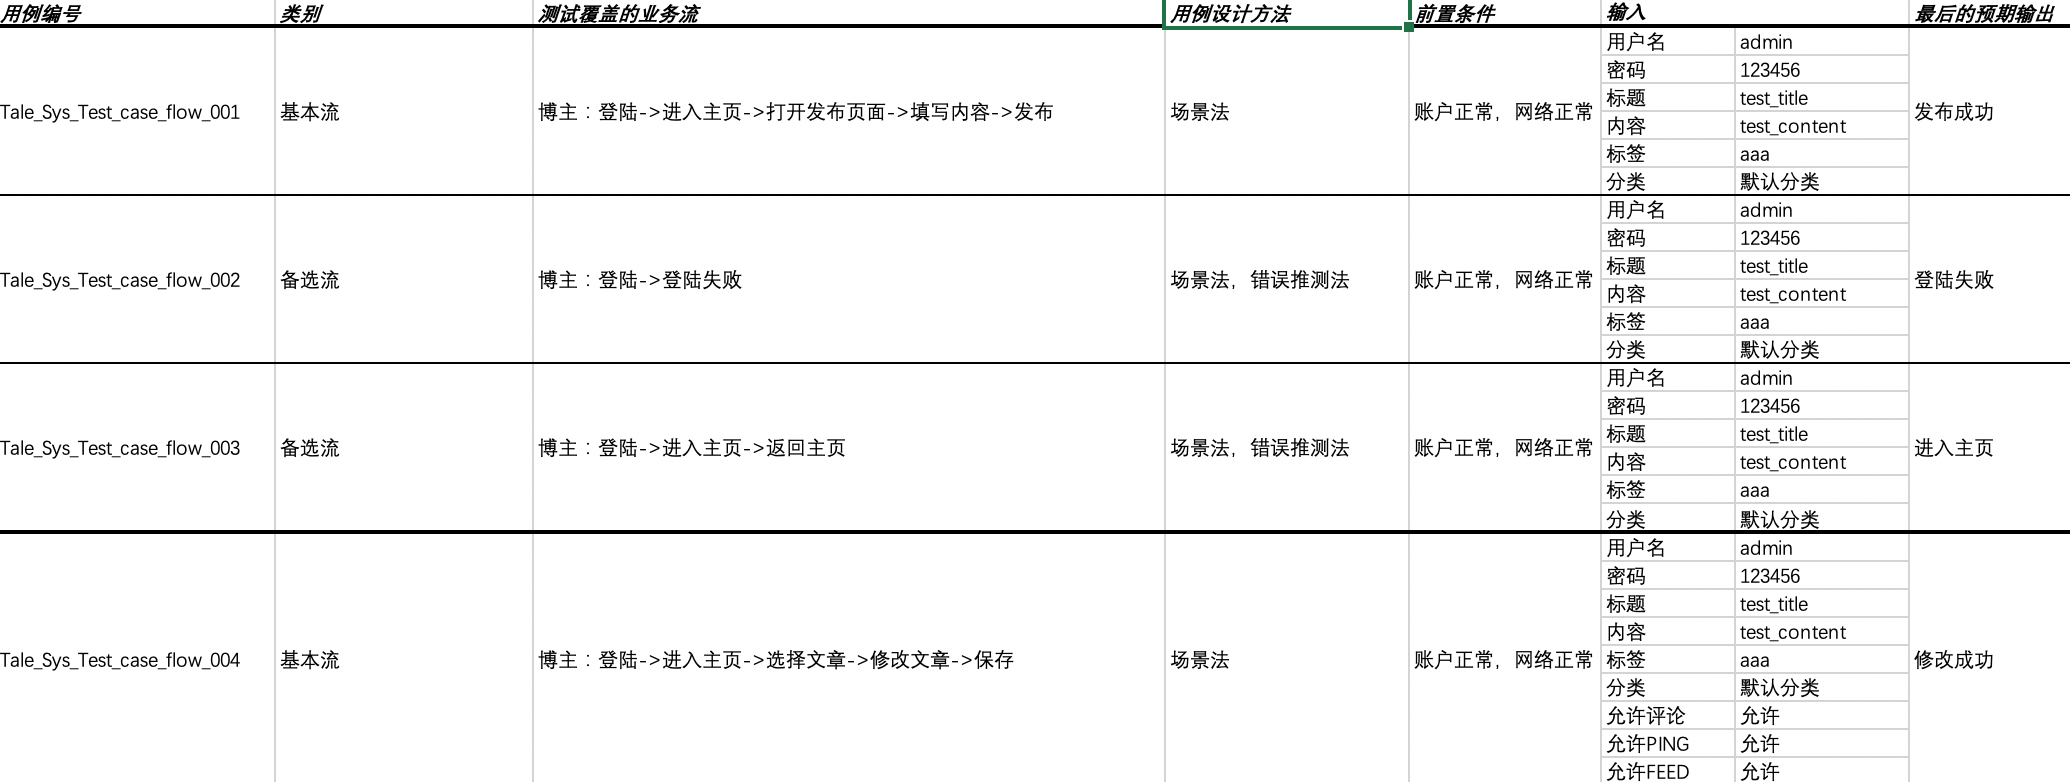 用例编号 类别 测试覆盖的业务流 用例设计方法 前置条件 输入 最后的预期输出
用户名 admin
密码 123456
标题 test_title
Tale_Sys_Test_case_flow_001 基本流 博主：登陆->进入主页->打开发布页面->填写内容->发布 场景法 账户正常，网络正常 发布成功
内容 test_content
标签 aaa
分类 默认分类
用户名 admin
密码 123456
标题 test_title
Tale_Sys_Test_case_flow_002 备选流 博主：登陆->登陆失败 场景法，错误推测法 账户正常，网络正常 登陆失败
内容 test_content
标签 aaa
分类 默认分类
用户名 admin
密码 123456
标题 test_title
Tale_Sys_Test_case_flow_003 备选流 博主：登陆->进入主页->返回主页 场景法，错误推测法 账户正常，网络正常 进入主页
内容 test_content
标签 aaa
分类 默认分类
用户名 admin
密码 123456
标题 test_title
内容 test_content
Tale_Sys_Test_case_flow_004 基本流 博主：登陆->进入主页->选择文章->修改文章->保存 场景法 账户正常，网络正常 标签 aaa 修改成功
分类 默认分类
允许评论 允许
允许PING 允许
允许FEED 允许